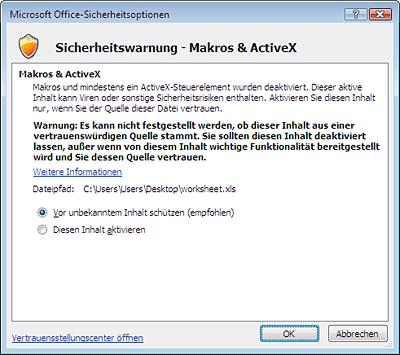 Microsoft Office-Sicherheitsoptionen
Sicherheitswarnung - Makros & ActiveX
Makros & ActiveX
Makros und mindestens ein ActiveX-Steuerelement wurden deaktiviert. Dieser aktive
Inhalt kann Viren oder sonstige Sicherheitsrisiken enthalten. Aktivieren Sie diesen Inhalt
nur, wenn Sie der Quelle dieser Datei vertrauen.
Warnung: Es kann nicht festgestellt werden, ob dieser Inhalt aus einer
vertrauenswürdigen Quelle stammt. Sie sollten diesen Inhalt deaktiviert
lassen, außer wenn von diesem Inhalt wichtige Funktionalität bereitgestellt
wird und Sie dessen Quelle vertrauen.
Weitere Informationen
Dateipfad: C:\Users\Users\Desktop\worksheet.xls
Vor unbekanntem Inhalt schützen (empfohlen)
Diesen Inhalt aktivieren
Vertrauensstellungscenter öffnen
OK
Abbrechen